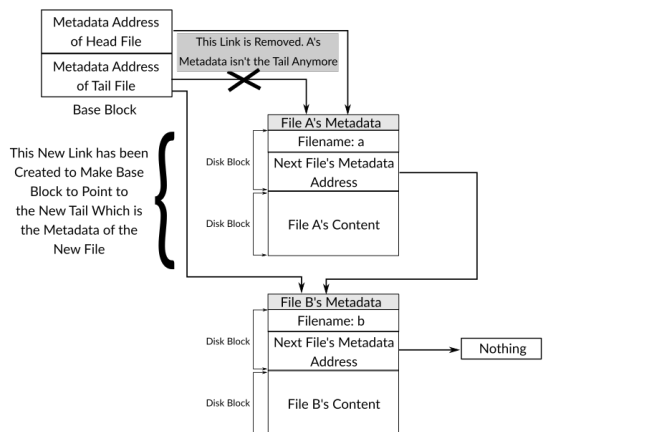 Metadata Address
of Head File
Metadata Address
of Tail File
Base Block
This Link is Removed. A's
Metadata isn't the Tail Anymore
This New Link has been
Created to Make Base
Block to Point to
the New Tail Which is
the Metadata of the
New File
File A's Metadata
Filename: a
Disk Block
Next File's Metadata
Address
Disk Block
File A's Content
File B's Metadata
Filename: b
Disk Block
Next File's Metadata
Address
Nothing
Disk Block
File B's Content